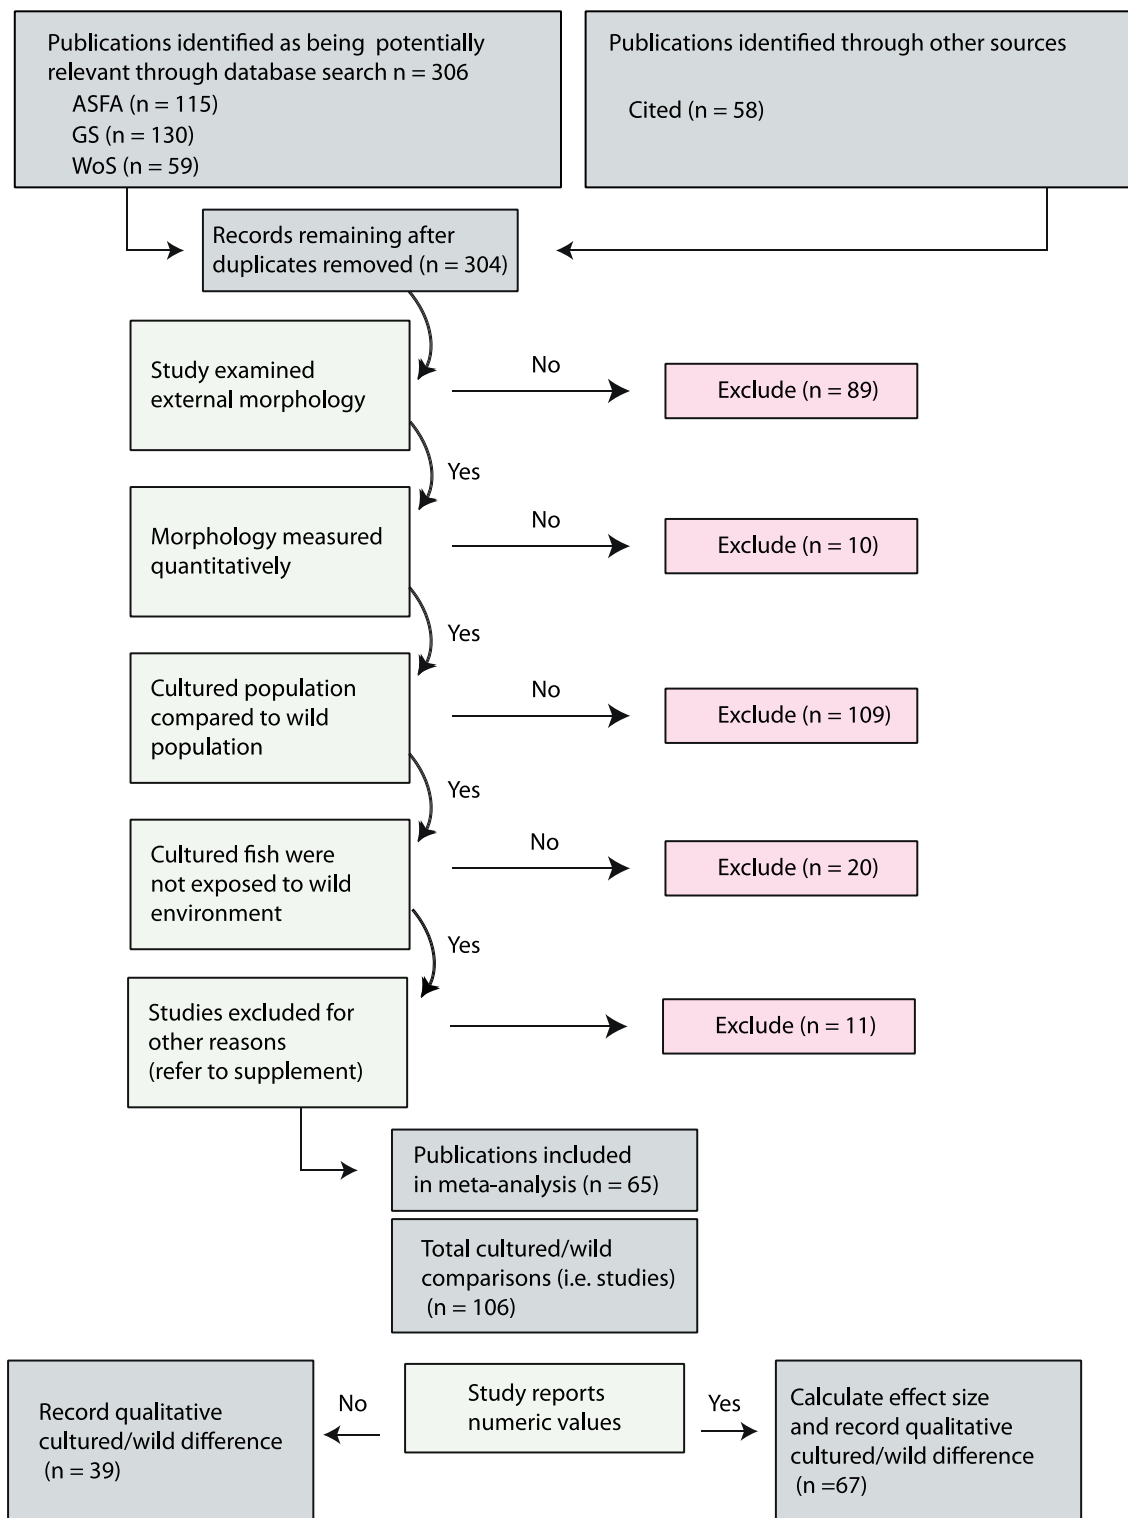 Publications identified as being potentially
relevant through database search n = 306
ASFA (n = 115)
GS (n = 130)
WoS (n = 59)
Publications identified through other sources
Cited (n = 58)
Records remaining after
duplicates removed (n = 304)
Study examined
external morphology
No
Exclude (n = 89)
Yes
Morphology measured
quantitatively
No
Exclude (n = 10)
Yes
Cultured population
compared to wild
population
No
Exclude (n = 109)
Yes
Cultured fish were
not exposed to wild
environment
No
Exclude (n = 20)
Yes
Studies excluded for
other reasons
(refer to supplement)
Exclude (n = 11)
Publications included
in meta-analysis (n = 65)
Total cultured/wild
comparisons (i.e. studies)
(n = 106)
Study reports
numeric values
No
Record qualitative
cultured/wild difference
(n = 39)
Yes
Calculate effect size
and record qualitative
cultured/wild difference
(n =67)